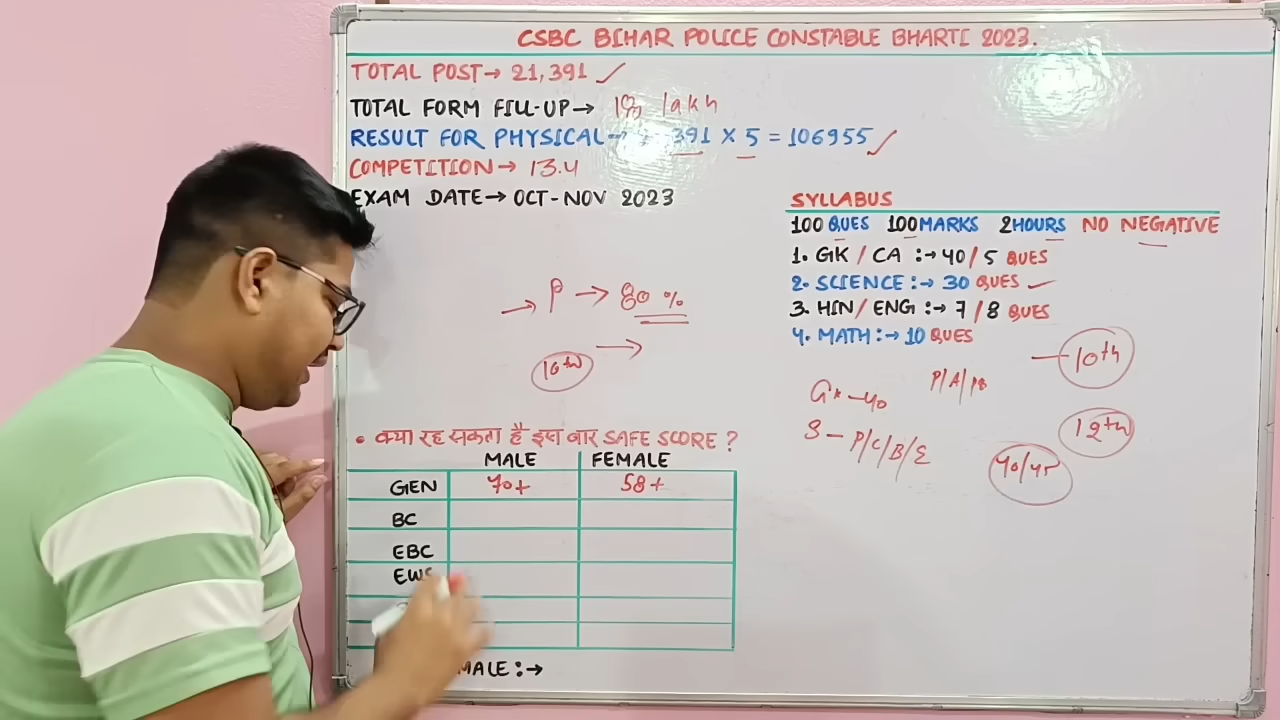 CSBC BIHAR POLICE CONSTABLE BHARTI 2023.
TOTAL POST→ 21,391 ✓
TOTAL FORM FILL-UP→ lakh
RESULT FOR PHYSICAL→ 391 X 5 = 106955 ✓
COMPETITION→ 13.4
EXAM DATE→ OCT-NOV 2023
SYLLABUS
100 QUES 100 MARKS 2HOURS NO NEGATIVE
1. GK / CA :→ 40/5 QUES
2. SCIENCE :→ 30 QUES ✓
3. HIN/ENG :→ 7/8 QUES
4. MATH :→ 10 QUES
→ P → 80 %
→
10th
P/A/
GK - 40
S - P/C/B/E
12th
• क्या रह सकता है इस बार SAFE SCORE ?
MALE FEMALE
GEN 70+ 58+
BC
EBC
EWS
MALE :→